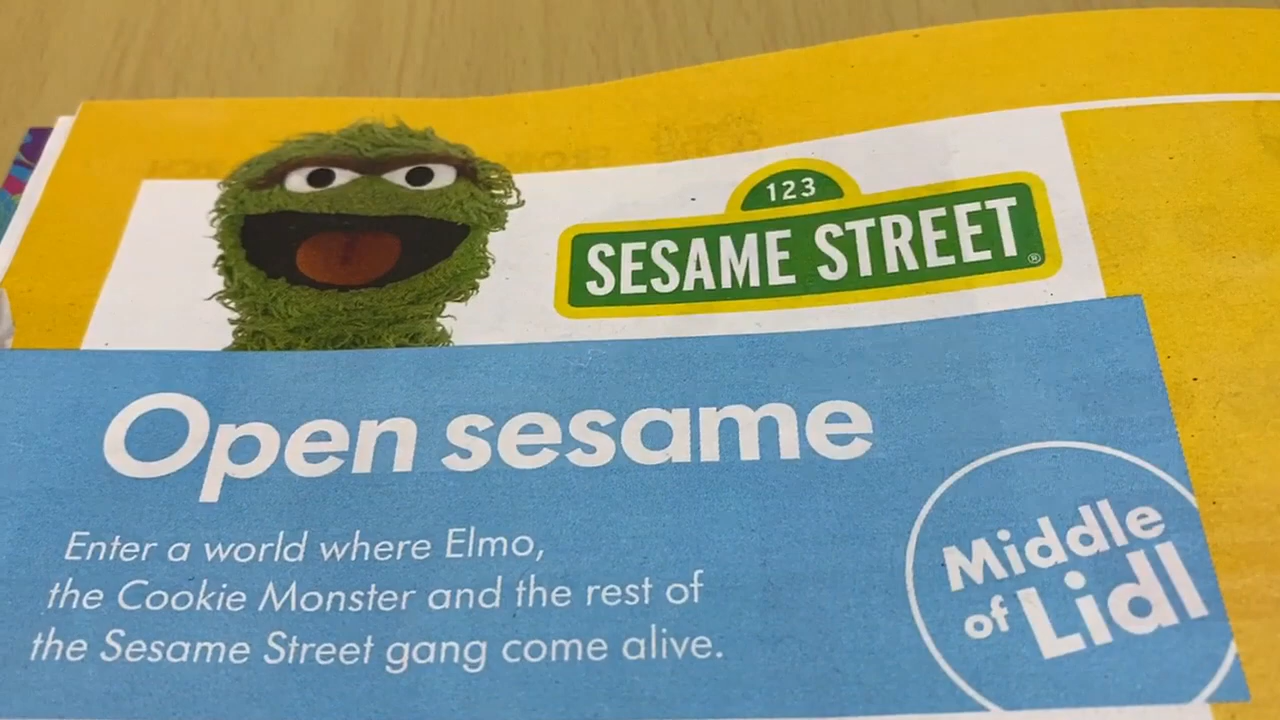 123
SESAME STREET®
Open sesame
Enter a world where Elmo,
the Cookie Monster and the rest of
the Sesame Street gang come alive.
Middle
of Lidl